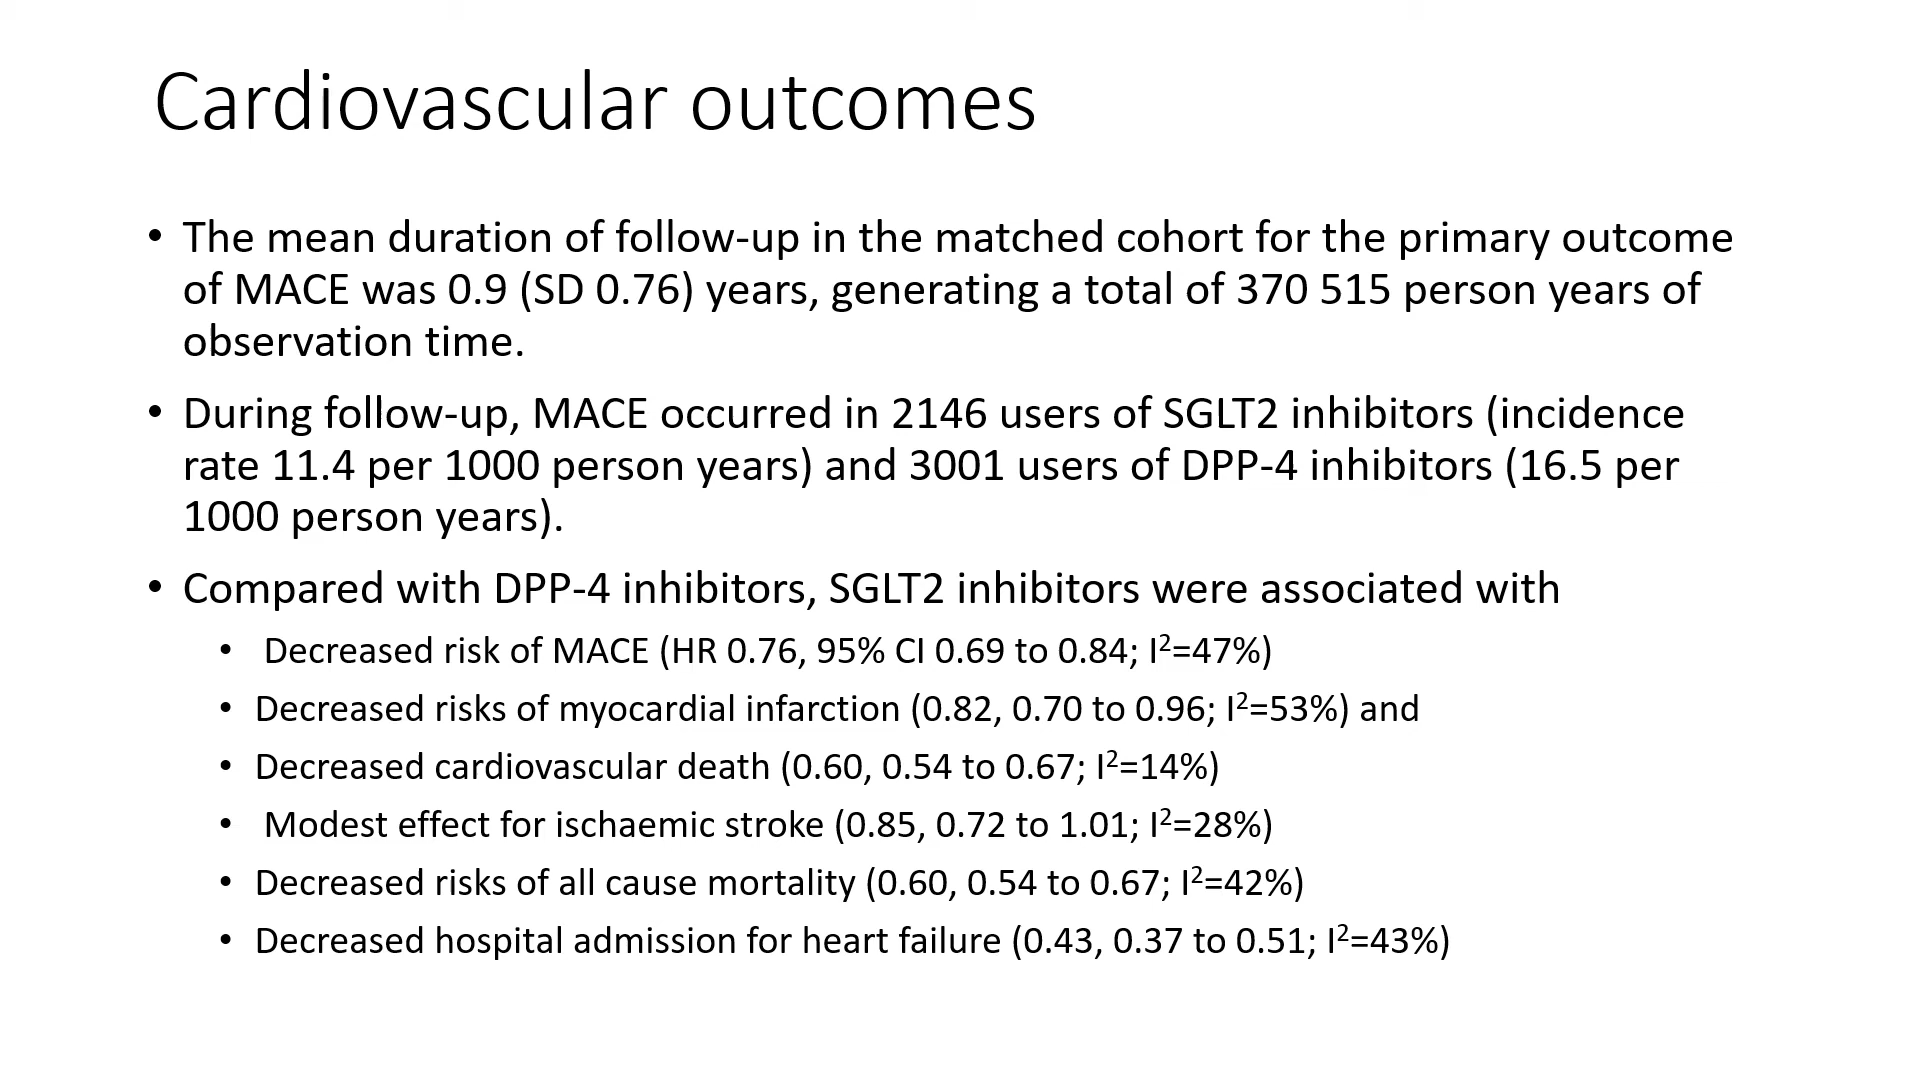 Cardiovascular outcomes
• The mean duration of follow-up in the matched cohort for the primary outcome
of MACE was 0.9 (SD 0.76) years, generating a total of 370 515 person years of
observation time.
• During follow-up, MACE occurred in 2146 users of SGLT2 inhibitors (incidence
rate 11.4 per 1000 person years) and 3001 users of DPP-4 inhibitors (16.5 per
1000 person years).
• Compared with DPP-4 inhibitors, SGLT2 inhibitors were associated with
• Decreased risk of MACE (HR 0.76, 95% CI 0.69 to 0.84; I²=47%)
• Decreased risks of myocardial infarction (0.82, 0.70 to 0.96; I²=53%) and
• Decreased cardiovascular death (0.60, 0.54 to 0.67; I²=14%)
• Modest effect for ischaemic stroke (0.85, 0.72 to 1.01; I²=28%)
• Decreased risks of all cause mortality (0.60, 0.54 to 0.67; I²=42%)
• Decreased hospital admission for heart failure (0.43, 0.37 to 0.51; I²=43%)